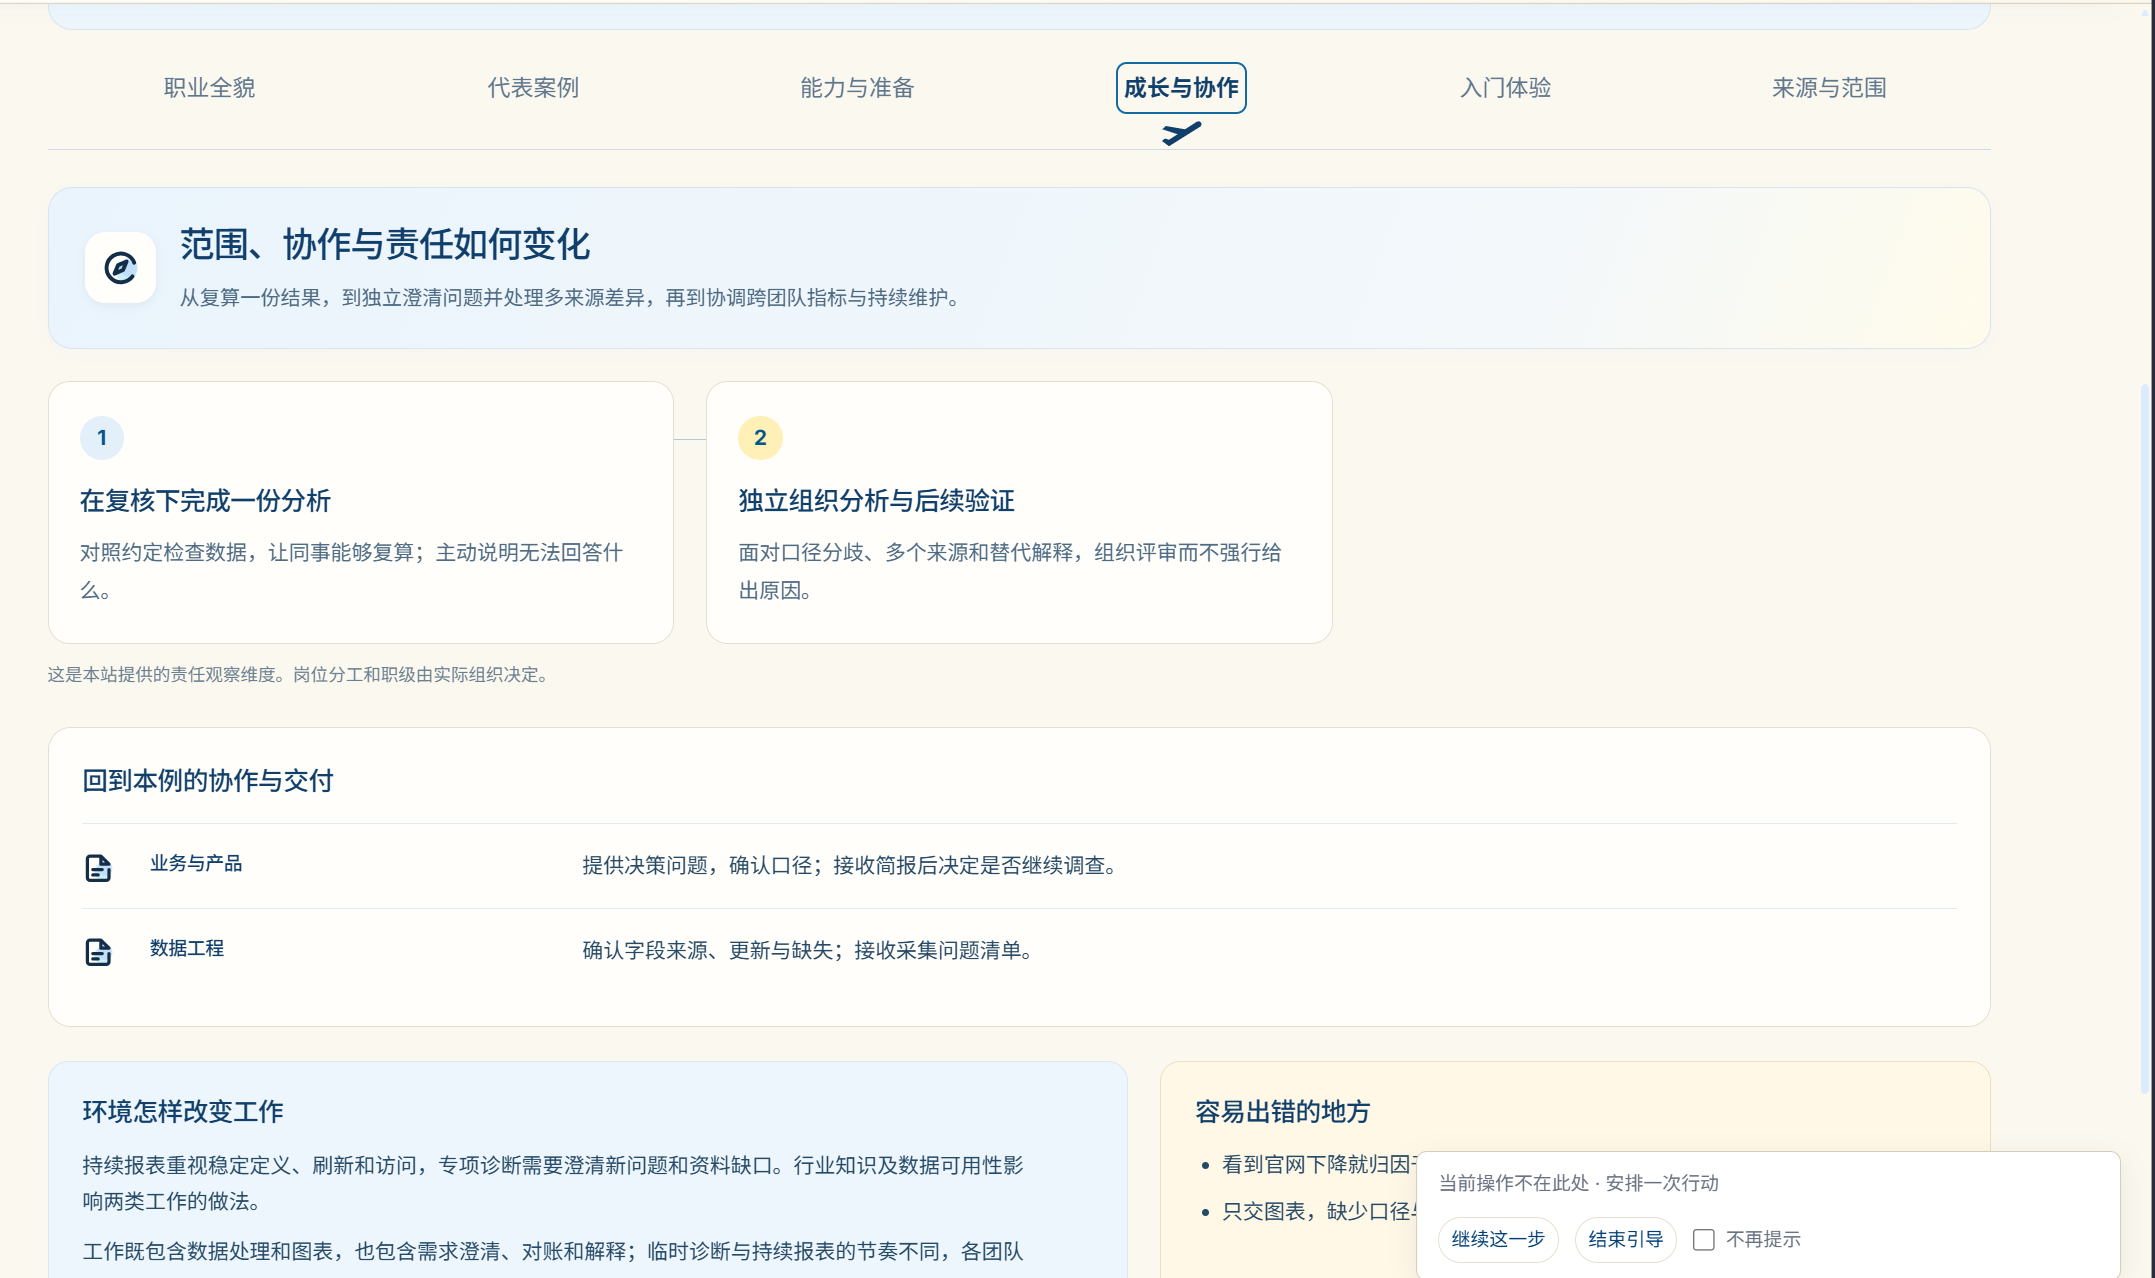 职业全貌
代表案例
能力与准备
成长与协作
入门体验
来源与范围
范围、协作与责任如何变化
从复算一份结果，到独立澄清问题并处理多来源差异，再到协调跨团队指标与持续维护。
1
在复核下完成一份分析
对照约定检查数据，让同事能够复算；主动说明无法回答什
么。
2
独立组织分析与后续验证
面对口径分歧、多个来源和替代解释，组织评审而不强行给
出原因。
这是本站提供的责任观察维度。岗位分工和职级由实际组织决定。
回到本例的协作与交付
业务与产品
提供决策问题，确认口径；接收简报后决定是否继续调查。
数据工程
确认字段来源、更新与缺失；接收采集问题清单。
环境怎样改变工作
持续报表重视稳定定义、刷新和访问，专项诊断需要澄清新问题和资料缺口。行业知识及数据可用性影
响两类工作的做法。
工作既包含数据处理和图表，也包含需求澄清、对账和解释；临时诊断与持续报表的节奏不同，各团队
容易出错的地方
看到官网下降就归因
只交图表，缺少口径
当前操作不在此处 · 安排一次行动
继续这一步
结束引导
不再提示